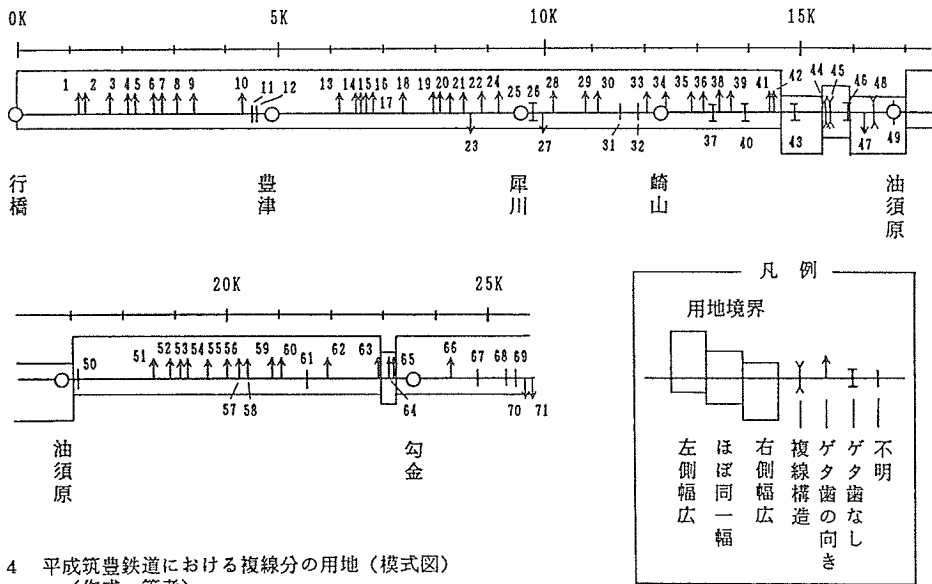 0K 5K 10K 15K
1 2 3 4 5 6 7 8 9 10 11 12 13 14 15 16 17 18 19 20 21 22 24 25 26 28 29 30 33 34 35 36 38 39 41 42 44 45 46 48
23 27 31 32 37 40 43 47 49
行橋
豊津
犀川
崎山
油須原
20K 25K
50 51 52 53 54 55 56 59 60 61 62 63 65 66 67 68 69
57 58 64 70 71
油須原
勾金
凡 例
用地境界
左側幅広
ほぼ同一幅
右側幅広
複線構造
ゲタ歯の向き
ゲタ歯なし
不明
4 平成筑豊鉄道における複線分の用地(模式図)
(作成 筆者)